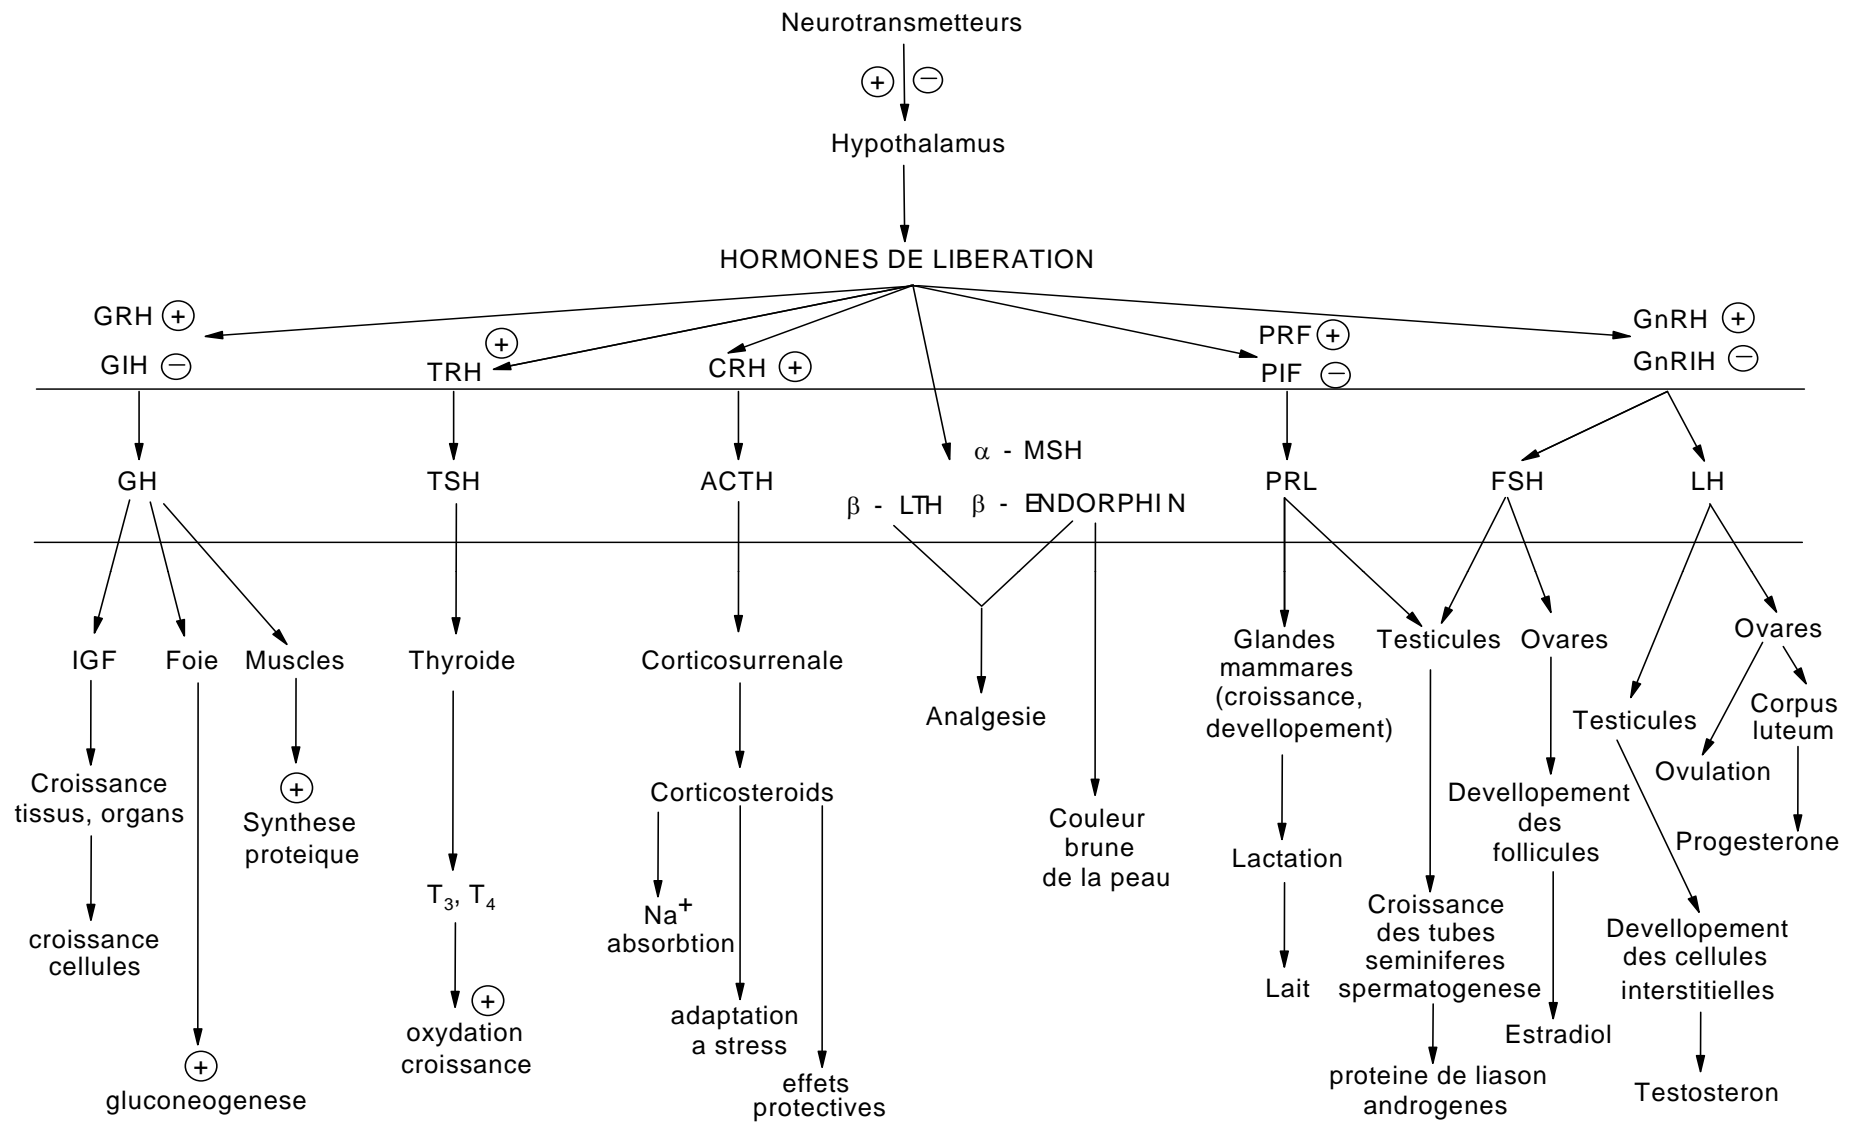 Neurotransmetteurs
+ −
Hypothalamus
HORMONES DE LIBERATION
GRH +
GIH −
TRH +
CRH +
PRF +
PIF −
GnRH +
GnRIH −
GH
TSH
ACTH
α - MSH
β - LTH β - ENDORPHIN
PRL
FSH
LH
IGF
Foie
Muscles
Thyroide
Corticosurrenale
Analgesie
Glandes
mammares
(croissance,
devellopement)
Testicules
Ovares
Testicules
Ovares
Corpus
luteum
Ovulation
Progesterone
Croissance
tissus, organs
croissance
cellules
+
gluconeogenese
+
Synthese
proteique
T3, T4
+
oxydation
croissance
Corticosteroids
Na+
absorbtion
adaptation
a stress
effets
protectives
Couleur
brune
de la peau
Lactation
Lait
Croissance
des tubes
seminiferes
spermatogenese
proteine de liason
androgenes
Devellopement
des
follicules
Estradiol
Devellopement
des cellules
interstitielles
Testosteron